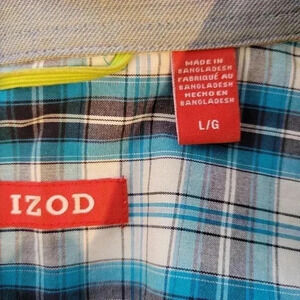 MADE IN
BANGLADESH
FABRIQUÉ AU
BANGLADESH
HECHO EN
BANGLADESH
L/G
IZOD